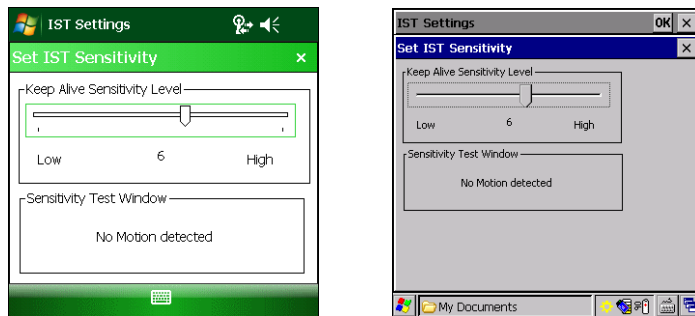 IST Settings
Set IST Sensitivity
Keep Alive Sensitivity Level
Low 6 High
Sensitivity Test Window
No Motion detected
IST Settings OK
Set IST Sensitivity
Keep Alive Sensitivity Level
Low 6 High
Sensitivity Test Window
No Motion detected
My Documents